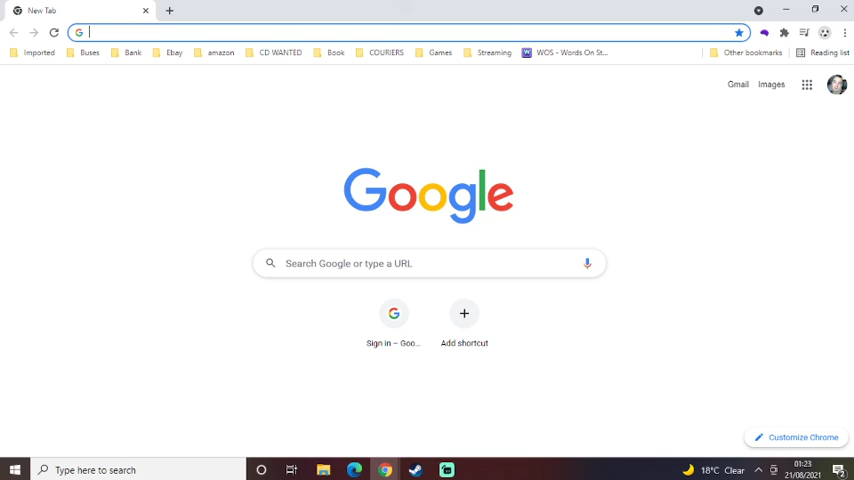 New Tab
Imported Buses Bank Ebay amazon CD WANTED Book COURIERS Games Streaming WOS - Words On St... Other bookmarks Reading list
Gmail Images
Google
Search Google or type a URL
Sign in – Goo... Add shortcut
Customize Chrome
Type here to search 18°C Clear 01:23
21/08/2021 2